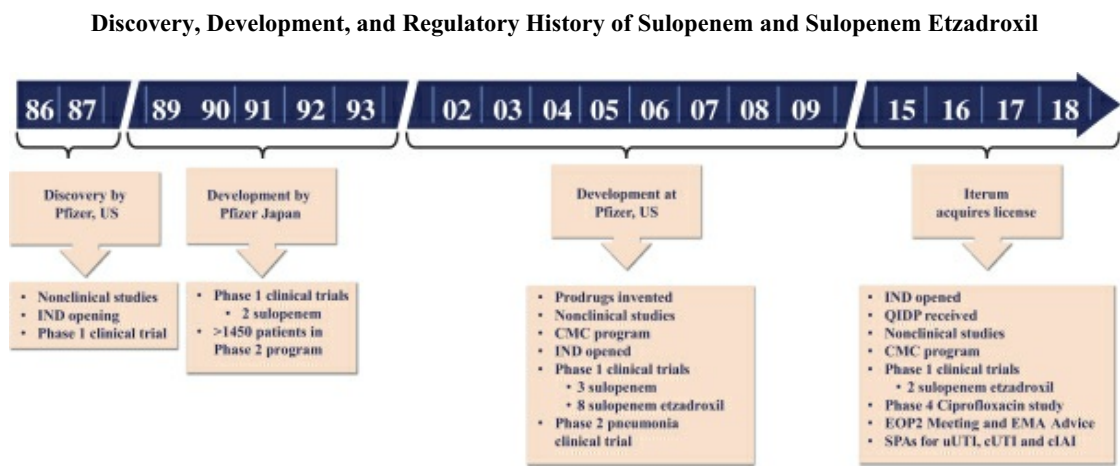 Discovery, Development, and Regulatory History of Sulopenem and Sulopenem Etzadroxil
86 87 89 90 91 92 93 02 03 04 05 06 07 08 09 15 16 17 18
Discovery by
Pfizer, US
• Nonclinical studies
• IND opening
• Phase 1 clinical trial
Development by
Pfizer Japan
• Phase 1 clinical trials
• 2 sulopenem
• >1450 patients in
Phase 2 program
Development at
Pfizer, US
• Prodrugs invented
• Nonclinical studies
• CMC program
• IND opened
• Phase 1 clinical trials
• 3 sulopenem
• 8 sulopenem etzadroxil
• Phase 2 pneumonia
clinical trial
Iterum
acquires license
• IND opened
• QIDP received
• Nonclinical studies
• CMC program
• Phase 1 clinical trials
• 2 sulopenem etzadroxil
• Phase 4 Ciprofloxacin study
• EOP2 Meeting and EMA Advice
• SPAs for uUTI, cUTI and cIAI